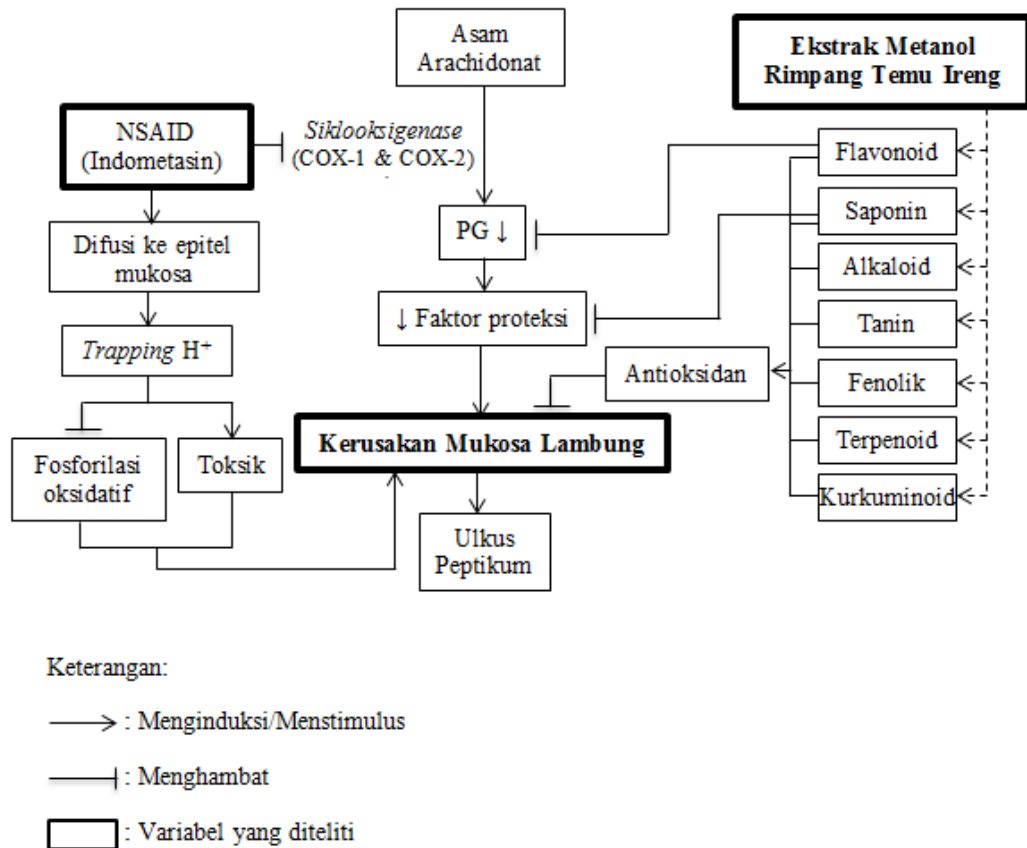 Asam
Arachidonat
Ekstrak Metanol
Rimpang Temu Ireng
NSAID
(Indometasin)
Siklooksigenase
(COX-1 & COX-2)
Flavonoid
Saponin
PG ↓
Difusi ke epitel
mukosa
Alkaloid
↓ Faktor proteksi
Tanin
Trapping H⁺
Antioksidan
Fenolik
Kerusakan Mukosa Lambung
Terpenoid
Fosforilasi
oksidatif
Toksik
Kurkuminoid
Ulkus
Peptikum
Keterangan:
: Menginduksi/Menstimulus
: Menghambat
: Variabel yang diteliti